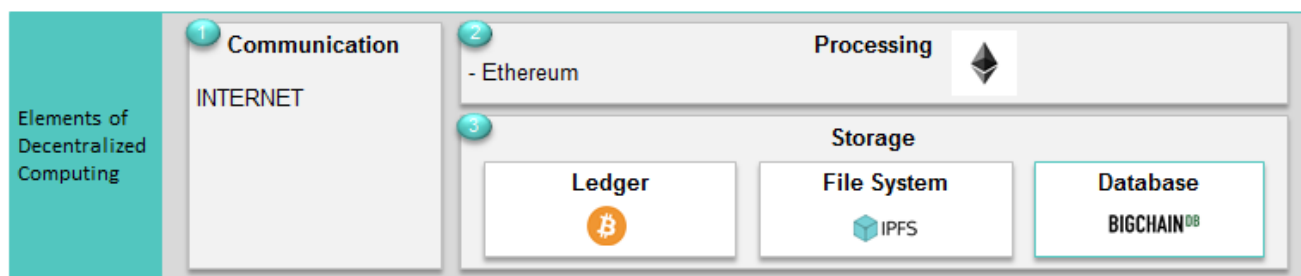 Elements of
Decentralized
Computing
1
Communication
INTERNET
2
Processing
- Ethereum
3
Storage
Ledger
File System
IPFS
Database
BIGCHAINDB